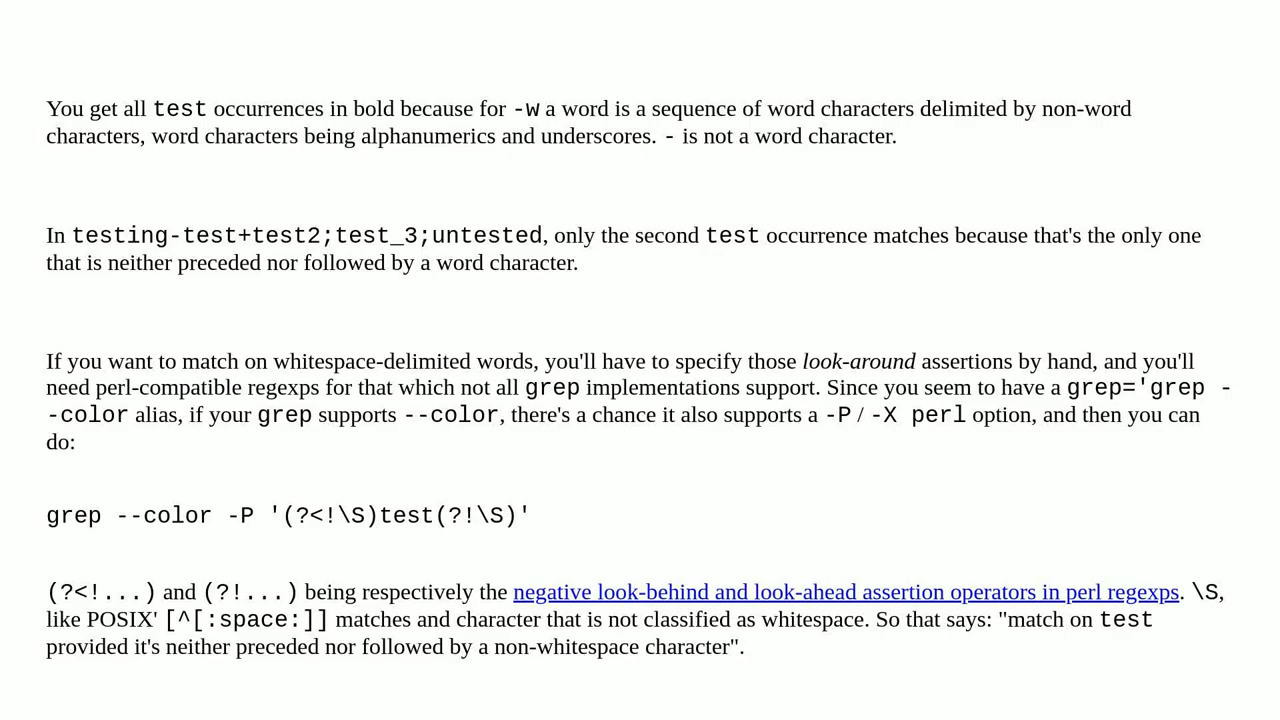 You get all test occurrences in bold because for -w a word is a sequence of word characters delimited by non-word
characters, word characters being alphanumerics and underscores. - is not a word character.
In testing-test+test2;test_3;untested, only the second test occurrence matches because that's the only one
that is neither preceded nor followed by a word character.
If you want to match on whitespace-delimited words, you'll have to specify those look-around assertions by hand, and you'll
need perl-compatible regexps for that which not all grep implementations support. Since you seem to have a grep='grep -
-color alias, if your grep supports --color, there's a chance it also supports a -P / -X perl option, and then you can
do:
grep --color -P '(?<!\S)test(?!\S)'
(?<!...) and (?!...) being respectively the negative look-behind and look-ahead assertion operators in perl regexps. \S,
like POSIX' [^[:space:]] matches and character that is not classified as whitespace. So that says: "match on test
provided it's neither preceded nor followed by a non-whitespace character".